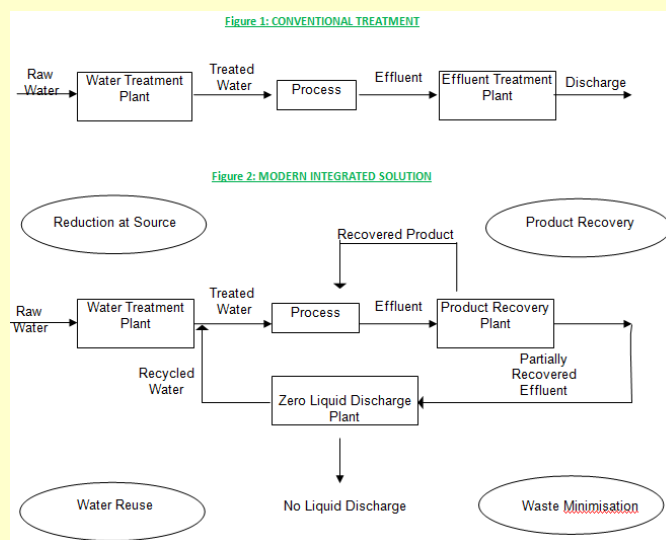 Figure 1: CONVENTIONAL TREATMENT
Raw
Water
Water Treatment
Plant
Treated
Water
Process
Effluent
Effluent Treatment
Plant
Discharge
Figure 2: MODERN INTEGRATED SOLUTION
Reduction at Source
Product Recovery
Recovered Product
Raw
Water
Water Treatment
Plant
Treated
Water
Process
Effluent
Product Recovery
Plant
Recycled
Water
Zero Liquid Discharge
Plant
Partially
Recovered
Effluent
Water Reuse
No Liquid Discharge
Waste Minimisation